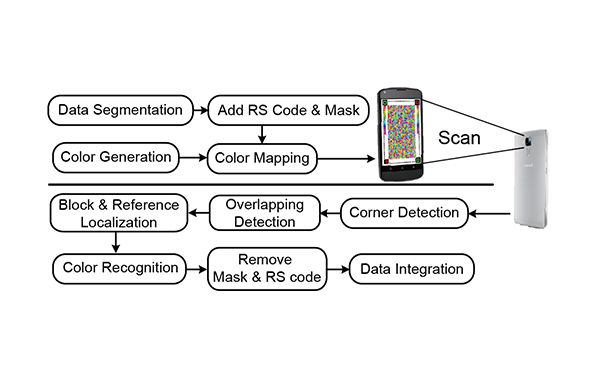 Data Segmentation
Add RS Code & Mask
Color Generation
Color Mapping
Scan
Block & Reference
Localization
Overlapping
Detection
Corner Detection
Color Recognition
Remove
Mask & RS code
Data Integration